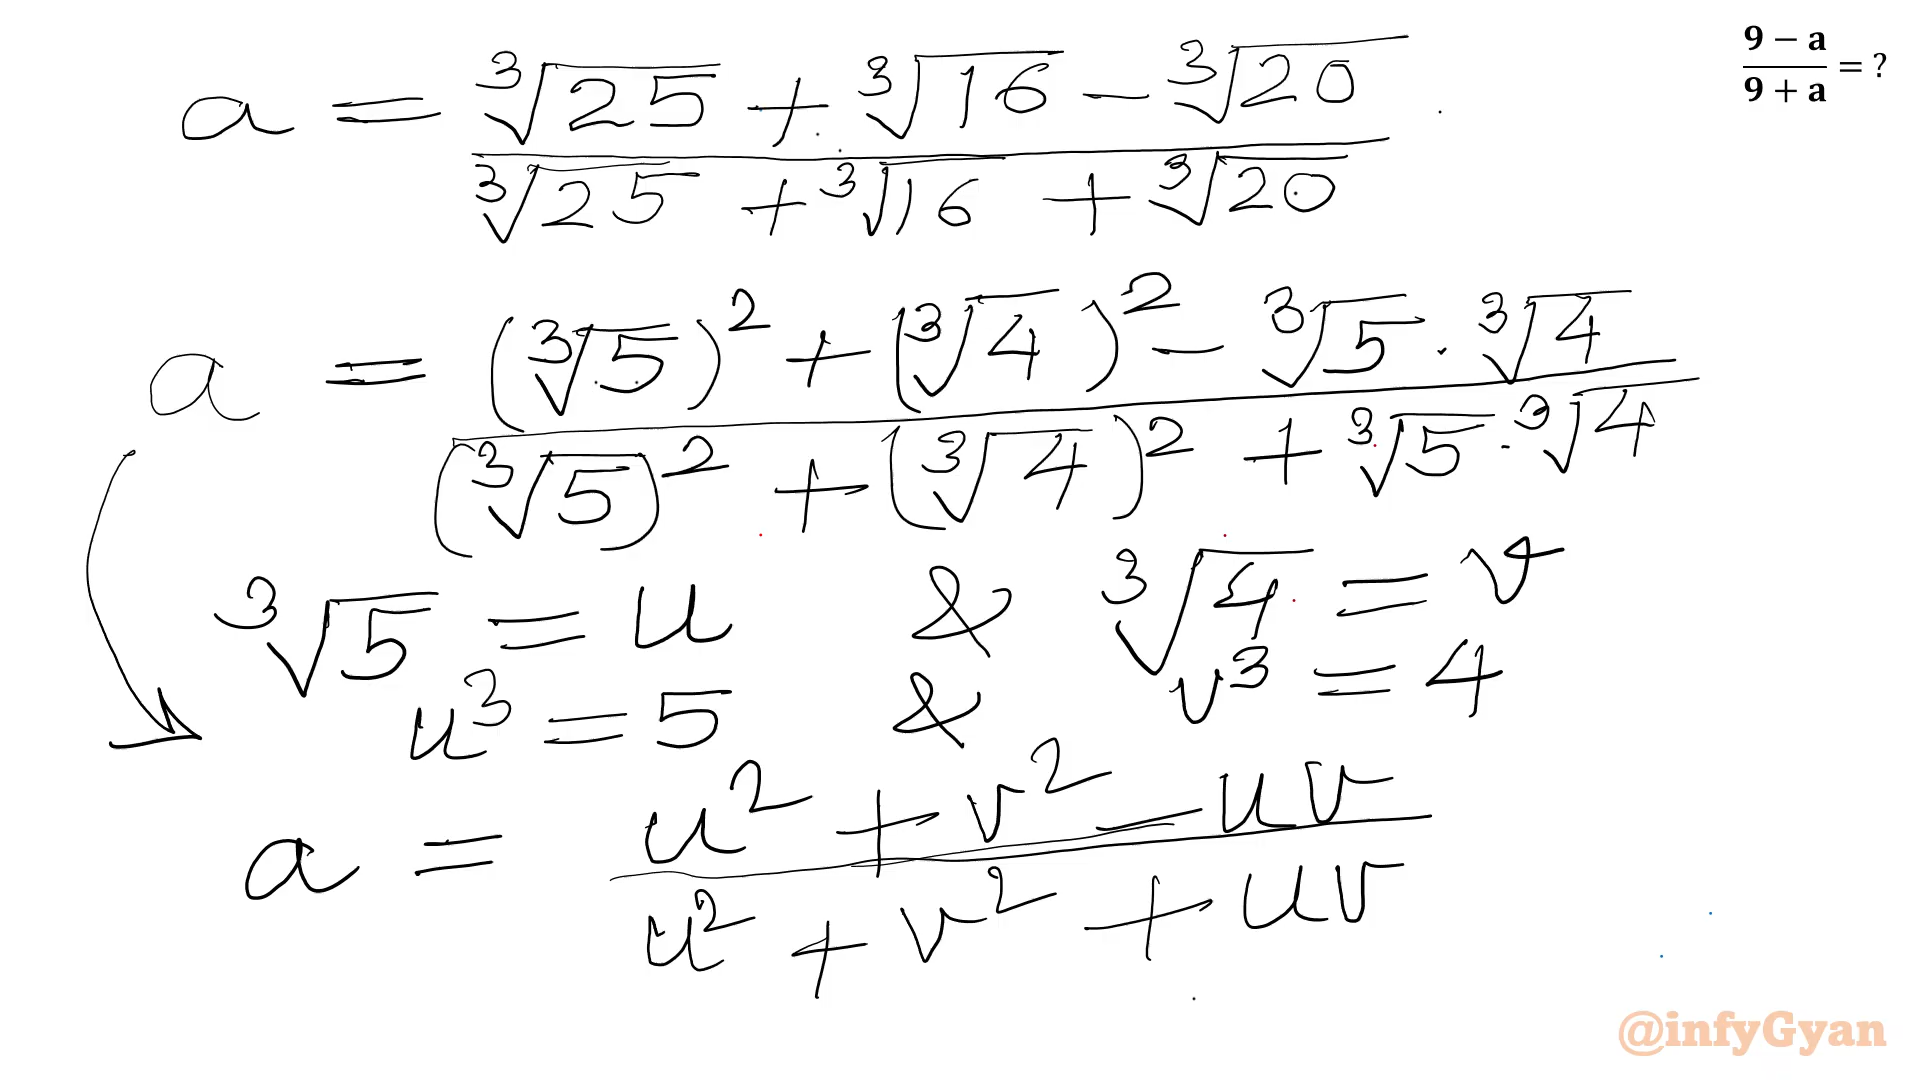 (9 − a)/(9 + a) = ?
a = (∛25 + ∛16 − ∛20)/(∛25 + ∛16 + ∛20)
a = ((∛5)² + (∛4)² − ∛5 · ∛4)/((∛5)² + (∛4)² + ∛5 · ∛4)
∛5 = u & ∛4 = v
u³ = 5 & v³ = 4
a = (u² + v² − uv)/(u² + v² + uv)
@infyGyan